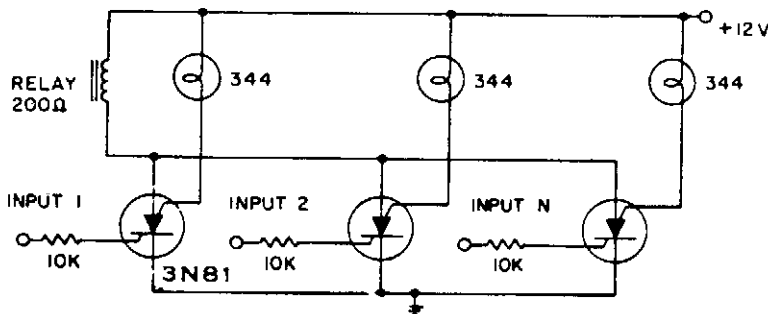 +12V
RELAY
200Ω
344
344
344
INPUT 1
INPUT 2
INPUT N
10K
3N81
10K
10K